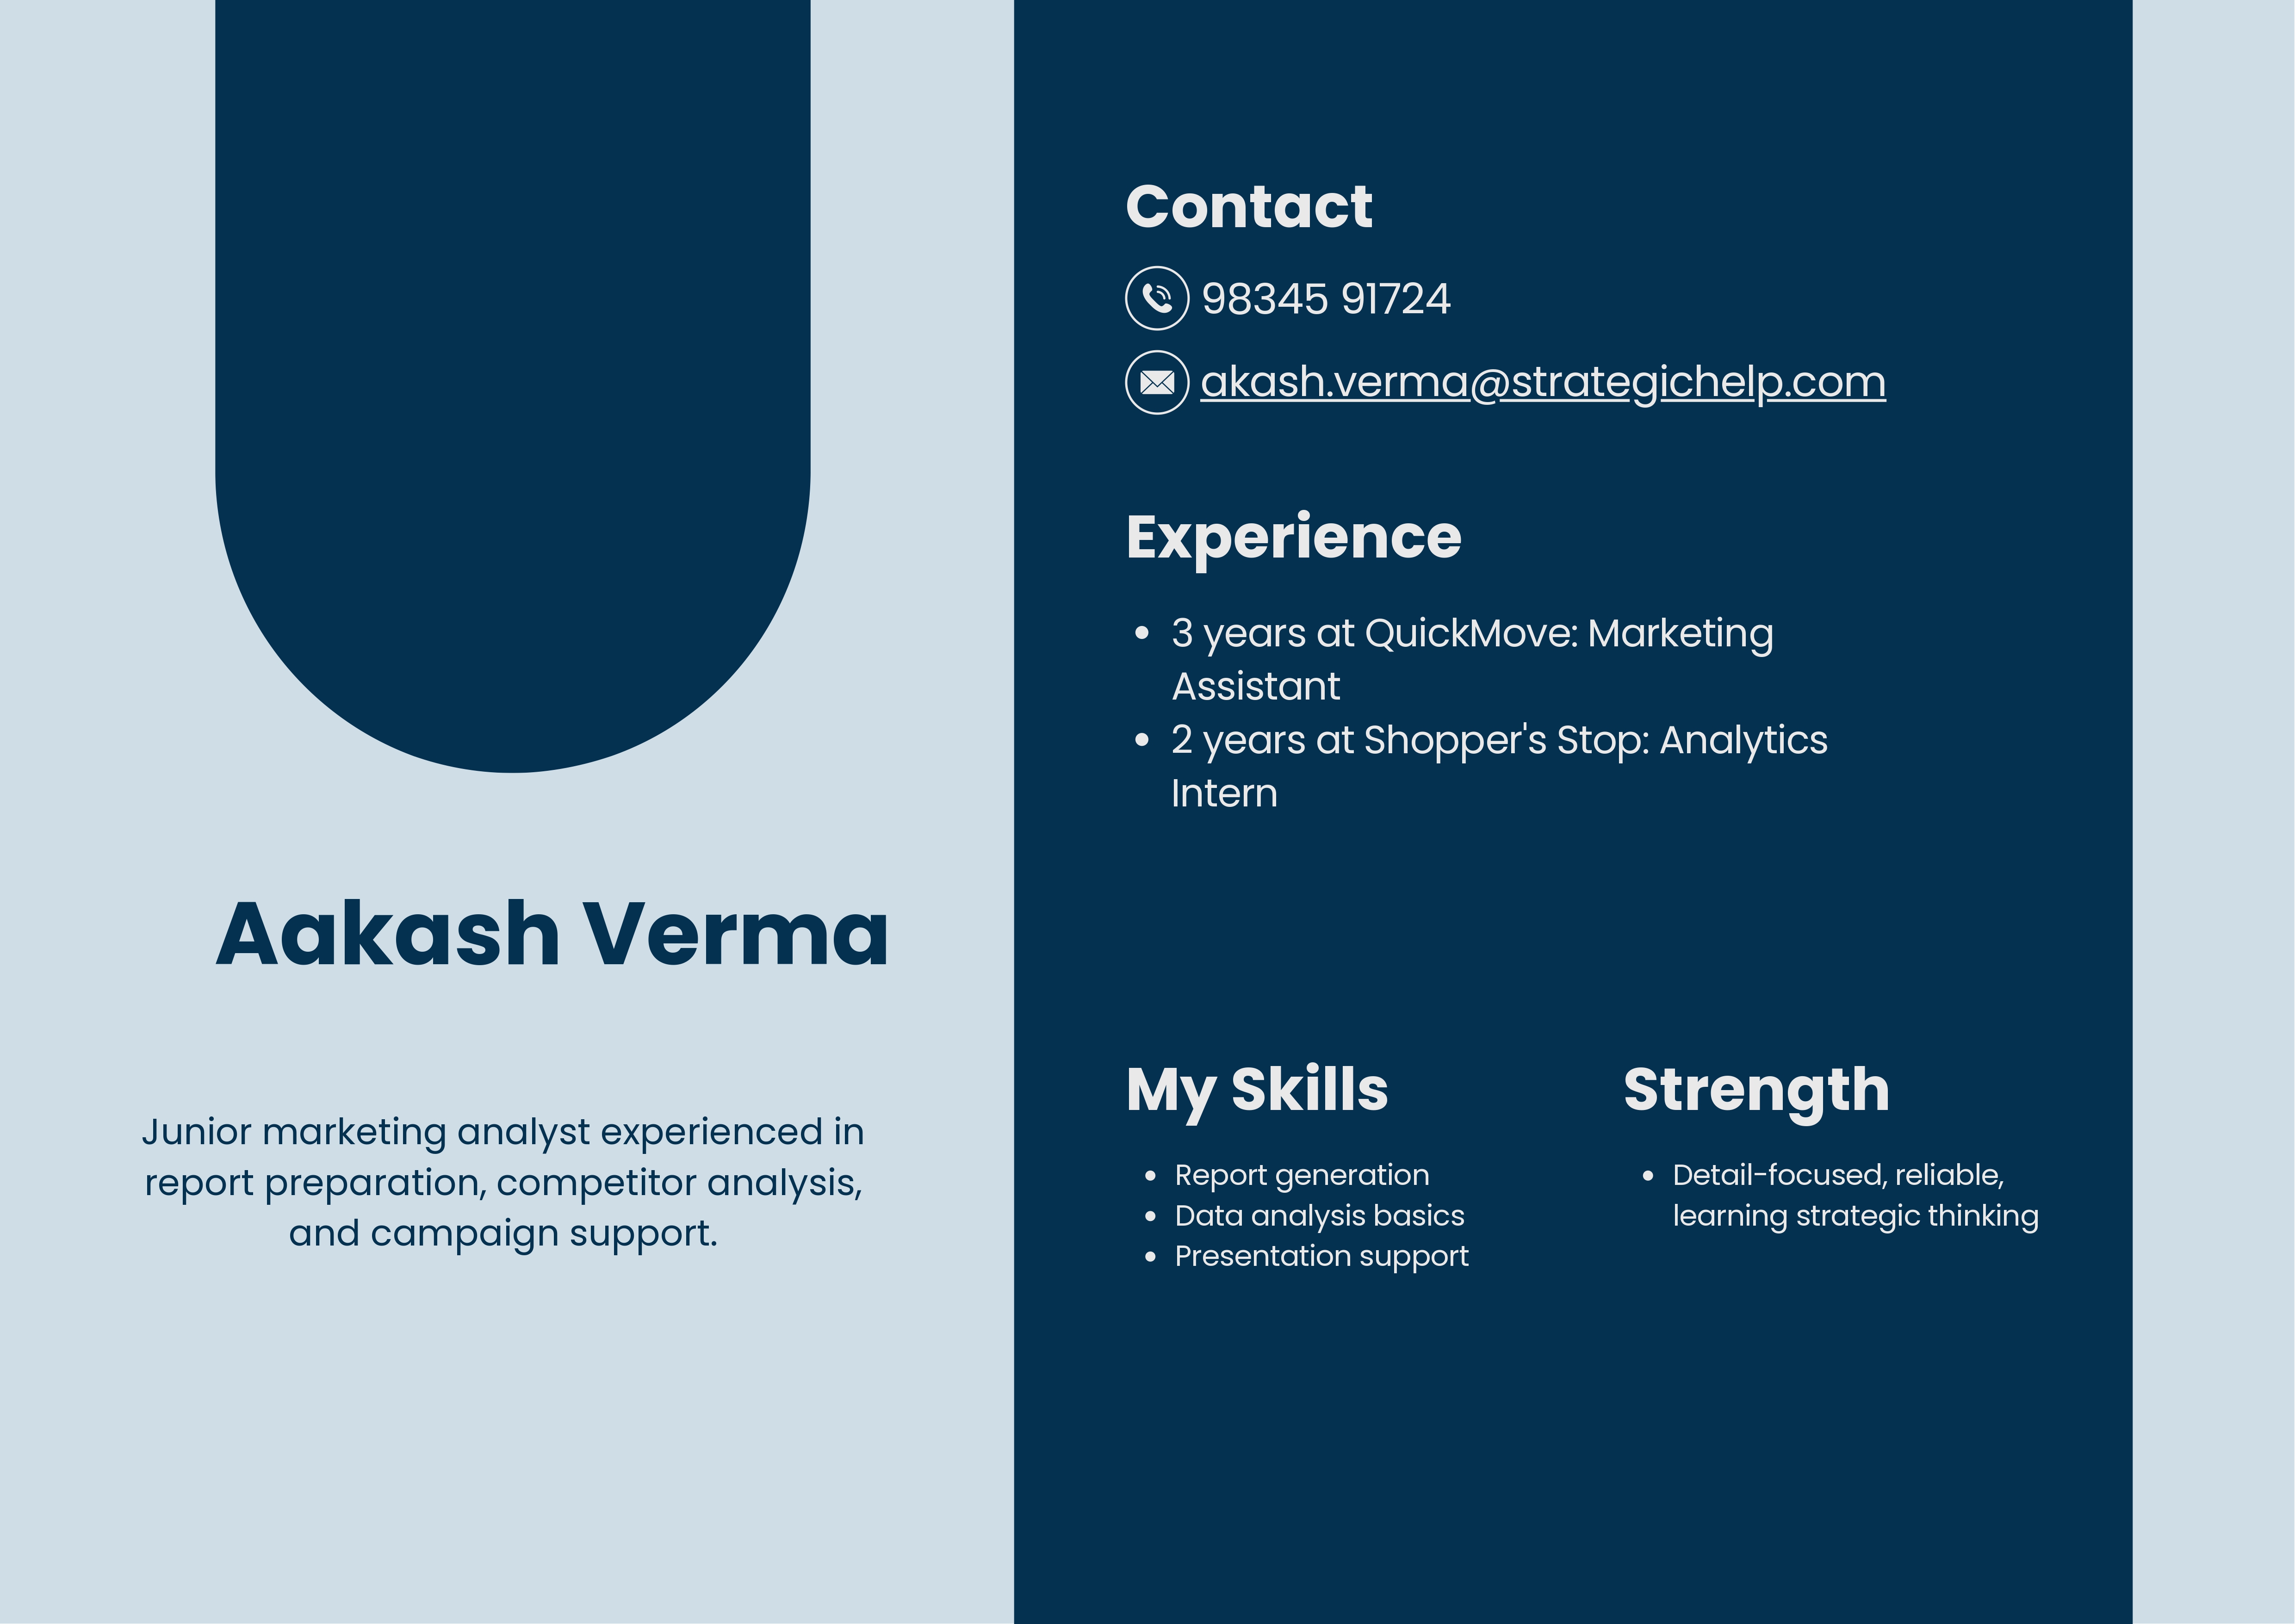 Aakash Verma
Junior marketing analyst experienced in
report preparation, competitor analysis,
and campaign support.
Contact
98345 91724
akash.verma@strategichelp.com
Experience
• 3 years at QuickMove: Marketing
Assistant
• 2 years at Shopper's Stop: Analytics
Intern
My Skills
• Report generation
• Data analysis basics
• Presentation support
Strength
• Detail-focused, reliable,
learning strategic thinking